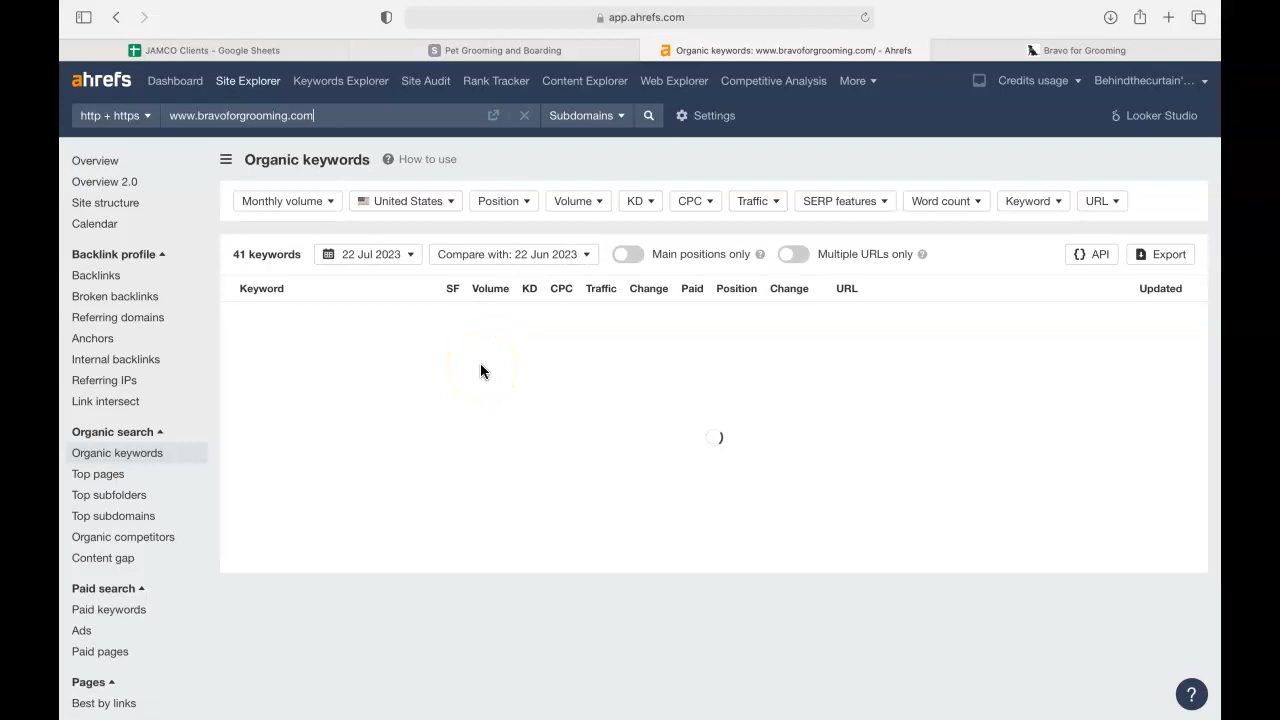 app.ahrefs.com
JAMCO Clients - Google Sheets
Pet Grooming and Boarding
Organic keywords: www.bravoforgrooming.com/ - Ahrefs
Bravo for Grooming
ahrefs Dashboard Site Explorer Keywords Explorer Site Audit Rank Tracker Content Explorer Web Explorer Competitive Analysis More Credits usage Behindthecurtain'...
http + https www.bravoforgrooming.com Subdomains Settings Looker Studio
Overview
Overview 2.0
Site structure
Calendar
Backlink profile
Backlinks
Broken backlinks
Referring domains
Anchors
Internal backlinks
Referring IPs
Link intersect
Organic search
Organic keywords
Top pages
Top subfolders
Top subdomains
Organic competitors
Content gap
Paid search
Paid keywords
Ads
Paid pages
Pages
Best by links
Organic keywords ? How to use
Monthly volume United States Position Volume KD CPC Traffic SERP features Word count Keyword URL
41 keywords 22 Jul 2023 Compare with: 22 Jun 2023 Main positions only ? Multiple URLs only ? {} API Export
Keyword SF Volume KD CPC Traffic Change Paid Position Change URL Updated
?